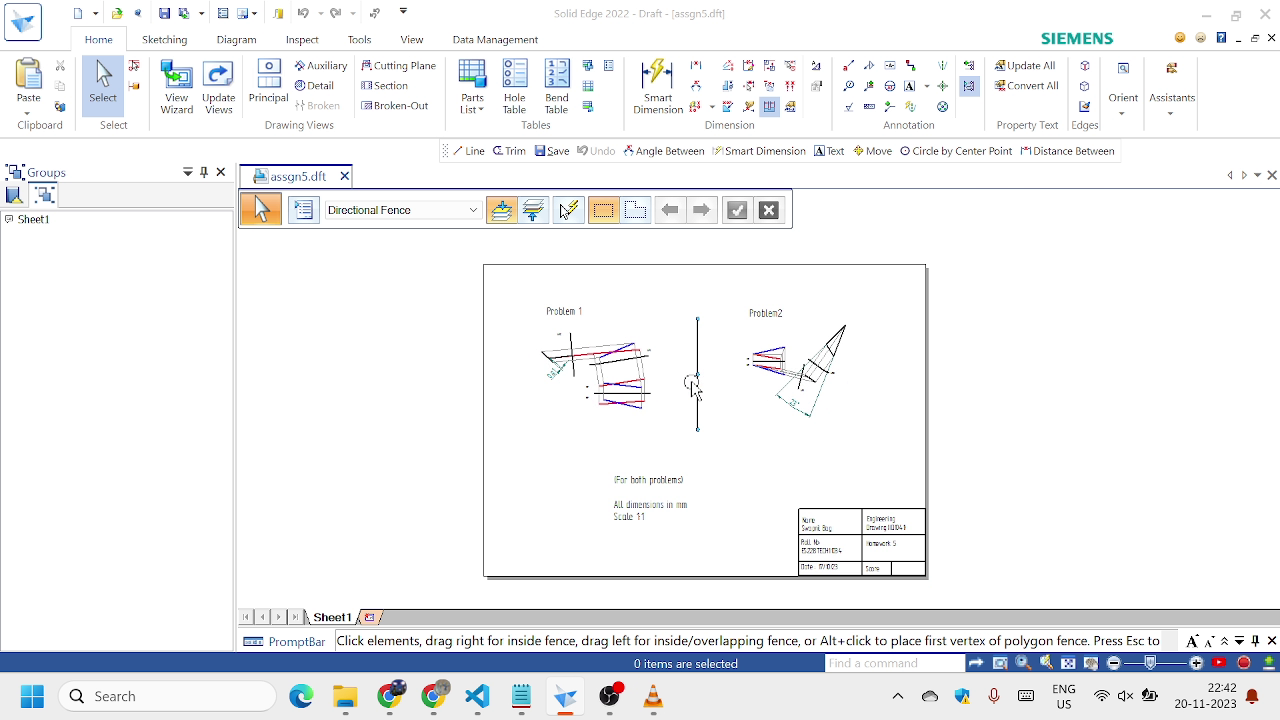 Solid Edge 2022 - Draft - [assgn5.dft]
Home
Sketching
Diagram
Inspect
Tools
View
Data Management
SIEMENS
Paste
Clipboard
Select
Select
View Wizard
Update Views
Principal
Auxiliary
Detail
Broken
Cutting Plane
Section
Broken-Out
Drawing Views
Parts List
Hole Table
Bend Table
Tables
Smart Dimension
Dimension
Annotation
Update All
Convert All
Property Text
Edges
Orient
Assistants
Line
Trim
Save
Undo
Angle Between
Smart Dimension
Text
Move
Circle by Center Point
Distance Between
Groups
Sheet1
assgn5.dft
Directional Fence
Problem 1
Problem2
(For both problems)
All dimensions in mm
Scale 1:1
Name
Swapnil Bag
Engineering
Drawing
Roll No
Homework 5
Score
Sheet1
PromptBar
Click elements, drag right for inside fence, drag left for inside/overlapping fence, or Alt+click to place first vertex of polygon fence. Press Esc to
0 items are selected
Find a command
Search
ENG
US
22:42
20-11-2023